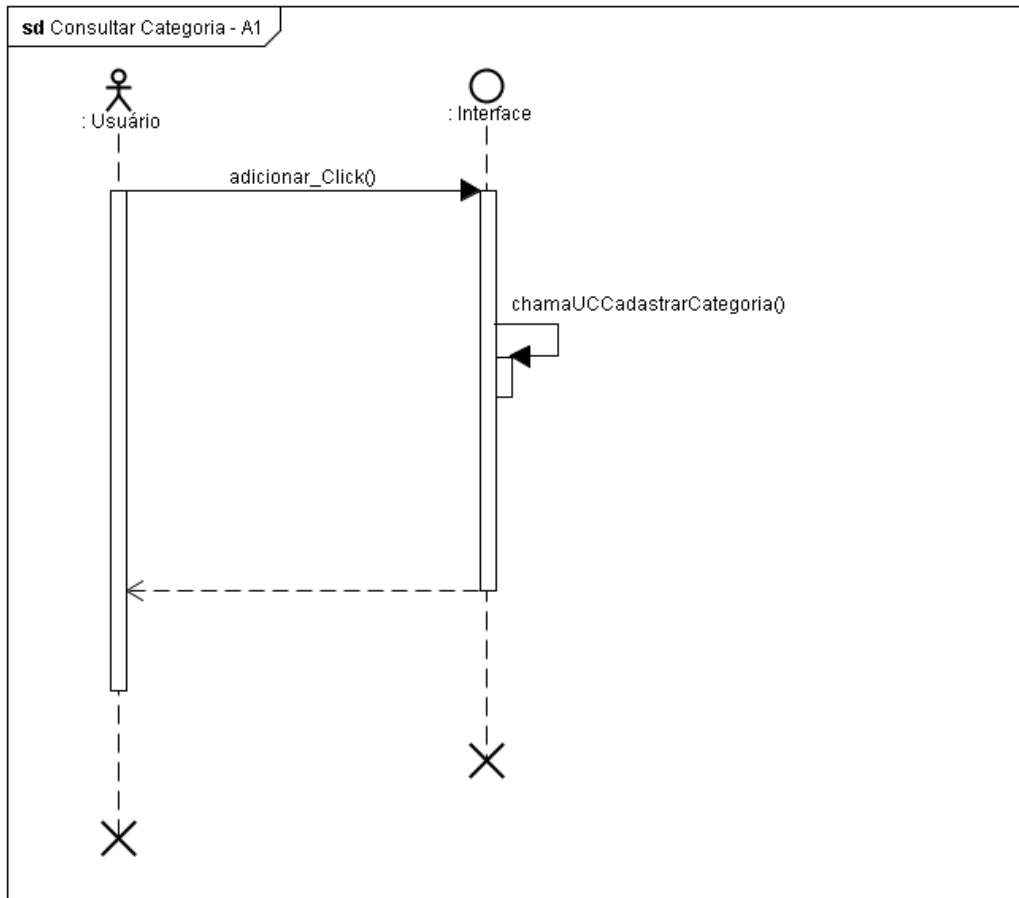 sd Consultar Categoria - A1
: Usuário
: Interface
adicionar_Click()
chamaUCCadastrarCategoria()